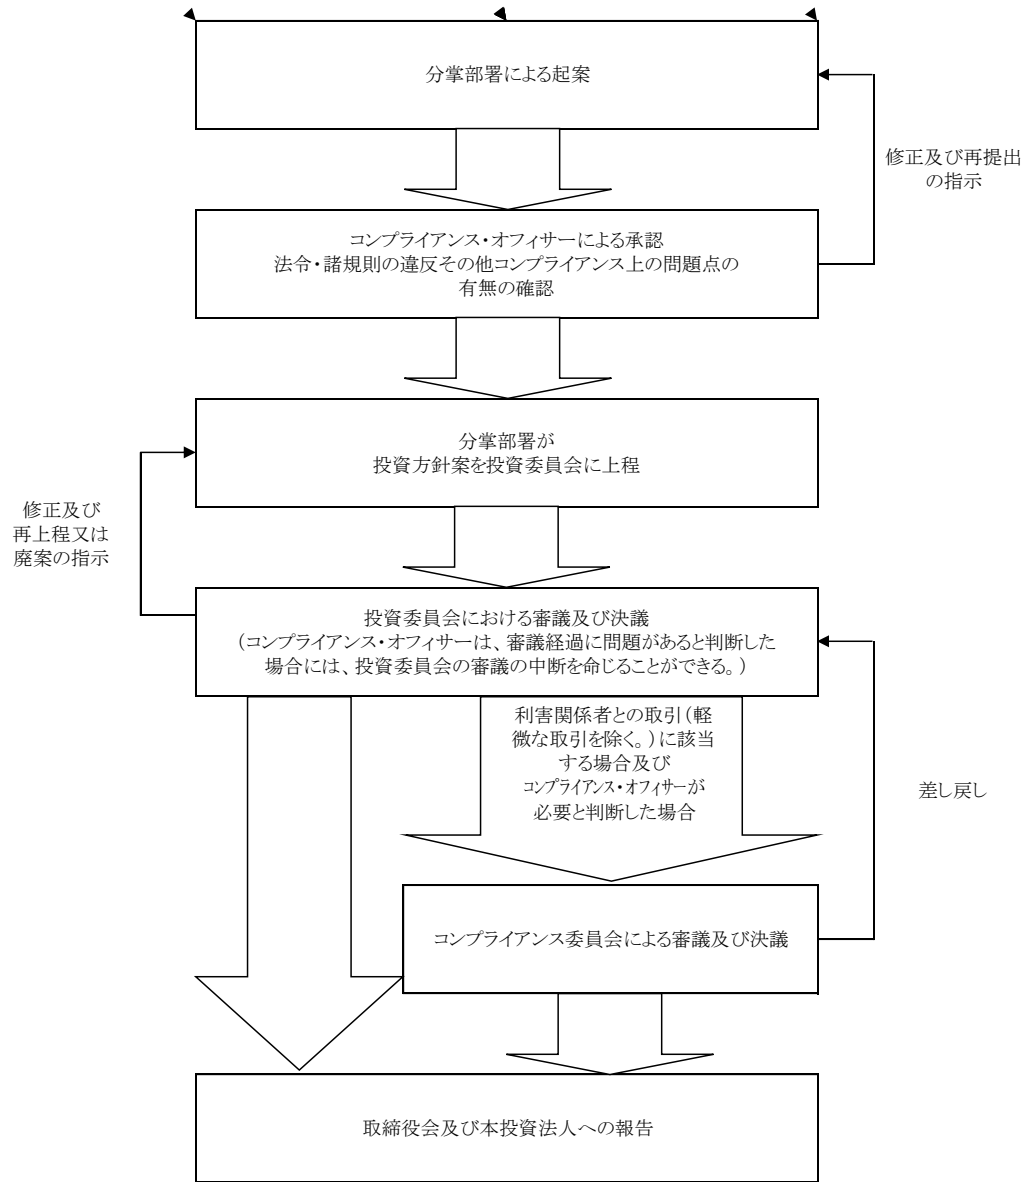 分掌部署による起案
修正及び再提出
の指示
コンプライアンス・オフィサーによる承認
法令・諸規則の違反その他コンプライアンス上の問題点の
有無の確認
分掌部署が
投資方針案を投資委員会に上程
修正及び
再上程又は
廃案の指示
投資委員会における審議及び決議
(コンプライアンス・オフィサーは、審議経過に問題があると判断した
場合には、投資委員会の審議の中断を命じることができる。)
利害関係者との取引(軽
微な取引を除く。)に該当
する場合及び
コンプライアンス・オフィサーが
必要と判断した場合
差し戻し
コンプライアンス委員会による審議及び決議
取締役会及び本投資法人への報告